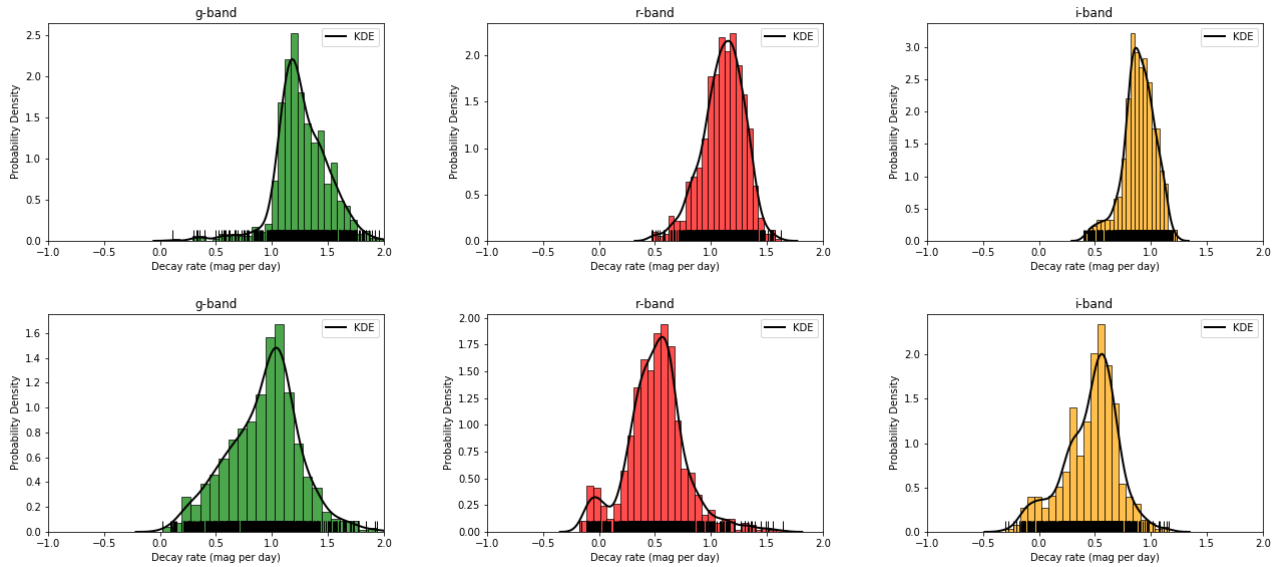 g-band
KDE
Probability Density
2.5
2.0
1.5
1.0
0.5
0.0
−1.0 −0.5 0.0 0.5 1.0 1.5 2.0
Decay rate (mag per day)
r-band
KDE
Probability Density
2.0
1.5
1.0
0.5
0.0
−1.0 −0.5 0.0 0.5 1.0 1.5 2.0
Decay rate (mag per day)
i-band
KDE
Probability Density
3.0
2.5
2.0
1.5
1.0
0.5
0.0
−1.0 −0.5 0.0 0.5 1.0 1.5 2.0
Decay rate (mag per day)
g-band
KDE
Probability Density
1.6
1.4
1.2
1.0
0.8
0.6
0.4
0.2
0.0
−1.0 −0.5 0.0 0.5 1.0 1.5 2.0
Decay rate (mag per day)
r-band
KDE
Probability Density
2.00
1.75
1.50
1.25
1.00
0.75
0.50
0.25
0.00
−1.0 −0.5 0.0 0.5 1.0 1.5 2.0
Decay rate (mag per day)
i-band
KDE
Probability Density
2.0
1.5
1.0
0.5
0.0
−1.0 −0.5 0.0 0.5 1.0 1.5 2.0
Decay rate (mag per day)